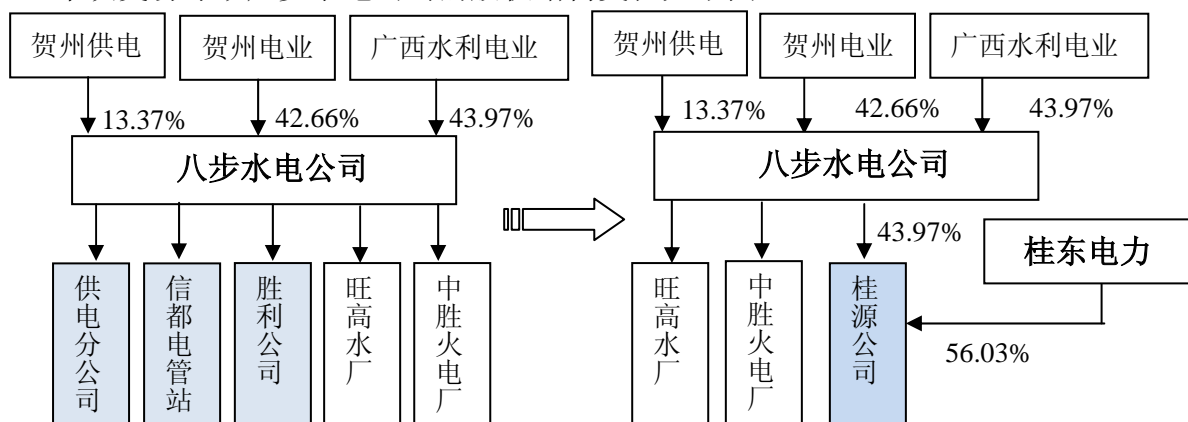 贺州供电
贺州电业
广西水利电业
13.37%
42.66%
43.97%
八步水电公司
供电分公司
信都电管站
胜利公司
旺高水厂
中胜火电厂
贺州供电
贺州电业
广西水利电业
13.37%
42.66%
43.97%
八步水电公司
43.97%
桂东电力
旺高水厂
中胜火电厂
桂源公司
56.03%